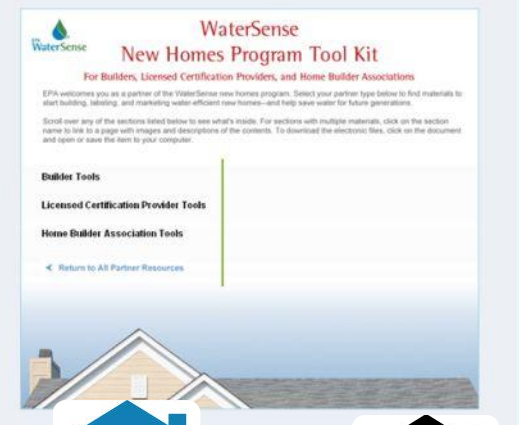 EPA
WaterSense
WaterSense
New Homes Program Tool Kit
For Builders, Licensed Certification Providers, and Home Builder Associations
EPA welcomes you as a partner of the WaterSense new homes program. Select your partner type below to find materials to
start building, labeling, and marketing water-efficient new homes—and help save water for future generations.
Scroll over any of the sections listed below to see what's inside. For sections with multiple materials, click on the section
name to link to a page with images and descriptions of the contents. To download the electronic files, click on the document
and open or save the item to your computer.
Builder Tools
Licensed Certification Provider Tools
Home Builder Association Tools
Return to All Partner Resources